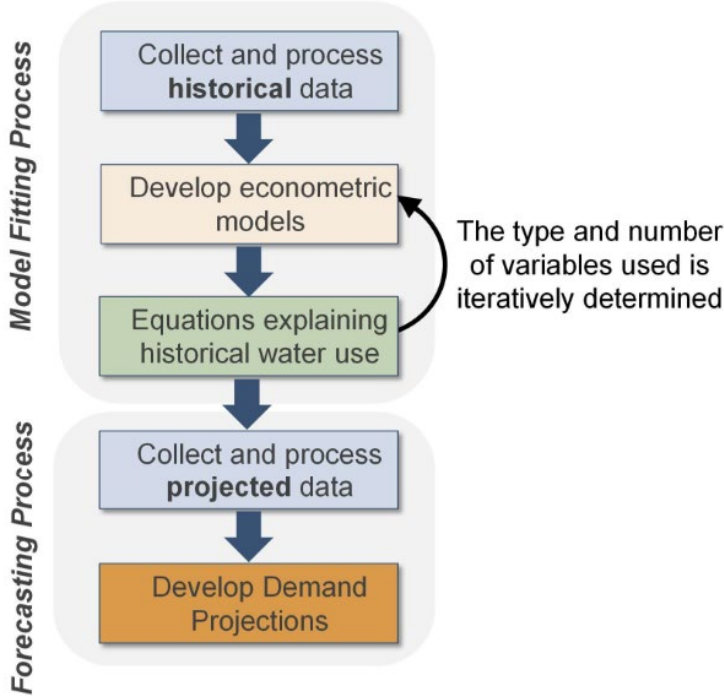 Model Fitting Process
Collect and process
historical data
Develop econometric
models
Equations explaining
historical water use
The type and number
of variables used is
iteratively determined
Forecasting Process
Collect and process
projected data
Develop Demand
Projections